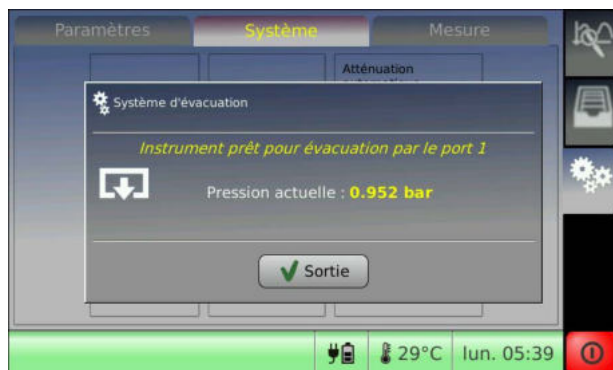 Paramètres
Système
Mesure
Atténuation
Système d'évacuation
Instrument prêt pour évacuation par le port 1
Pression actuelle : 0.952 bar
Sortie
29°C
lun. 05:39